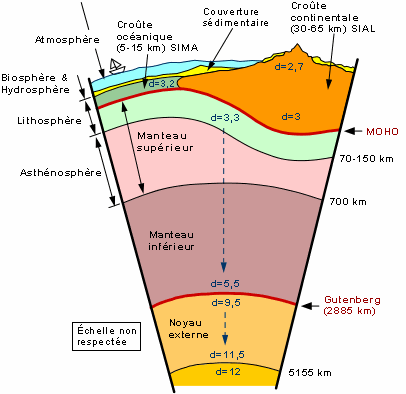 Croûte
océanique
(5-15 km) SIMA
Couverture
sédimentaire
Croûte
continentale
(30-65 km) SIAL
Atmosphère
d=2,7
Biosphère &
Hydrosphère
d=3,2
Lithosphère
d=3,3
d=3
MOHO
Manteau
supérieur
70-150 km
Asthénosphère
700 km
Manteau
inférieur
d=5,5
d=9,5
Gutenberg
(2885 km)
Noyau
externe
Échelle non
respectée
d=11,5
d=12
5155 km